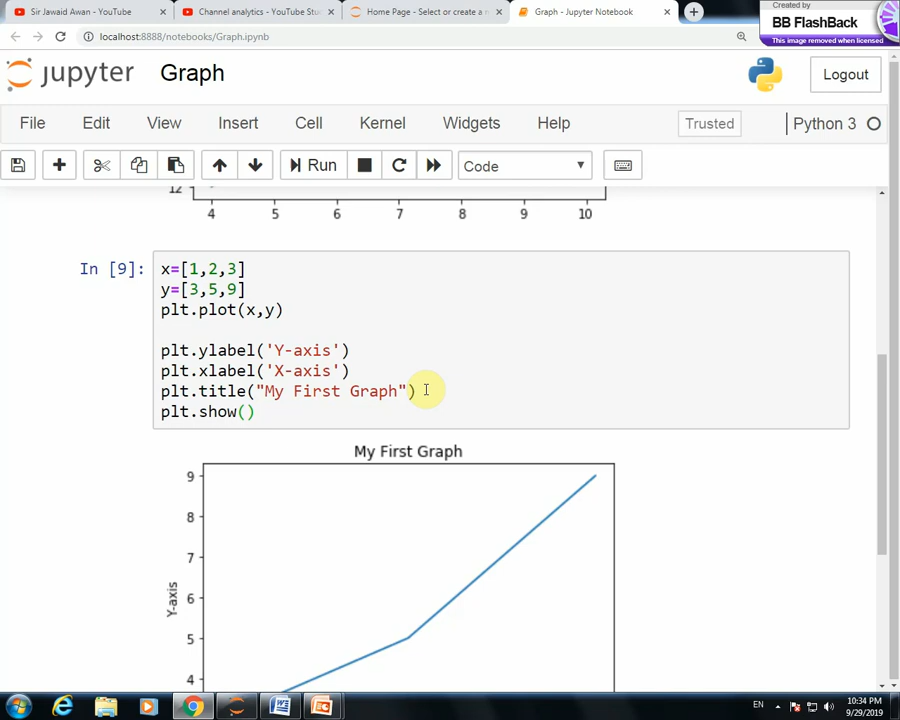 Sir Jawaid Awan - YouTube
Channel analytics - YouTube Stu
Home Page - Select or create a n
Graph - Jupyter Notebook
Created by
BB FlashBack
This image removed when licensed
localhost:8888/notebooks/Graph.ipynb
jupyter Graph
Logout
File Edit View Insert Cell Kernel Widgets Help
Trusted
Python 3
Run
Code
12
4 5 6 7 8 9 10
In [9]: x=[1,2,3]
y=[3,5,9]
plt.plot(x,y)
plt.ylabel('Y-axis')
plt.xlabel('X-axis')
plt.title("My First Graph")
plt.show()
My First Graph
9
8
7
6
5
4
Y-axis
EN
10:34 PM
9/29/2019